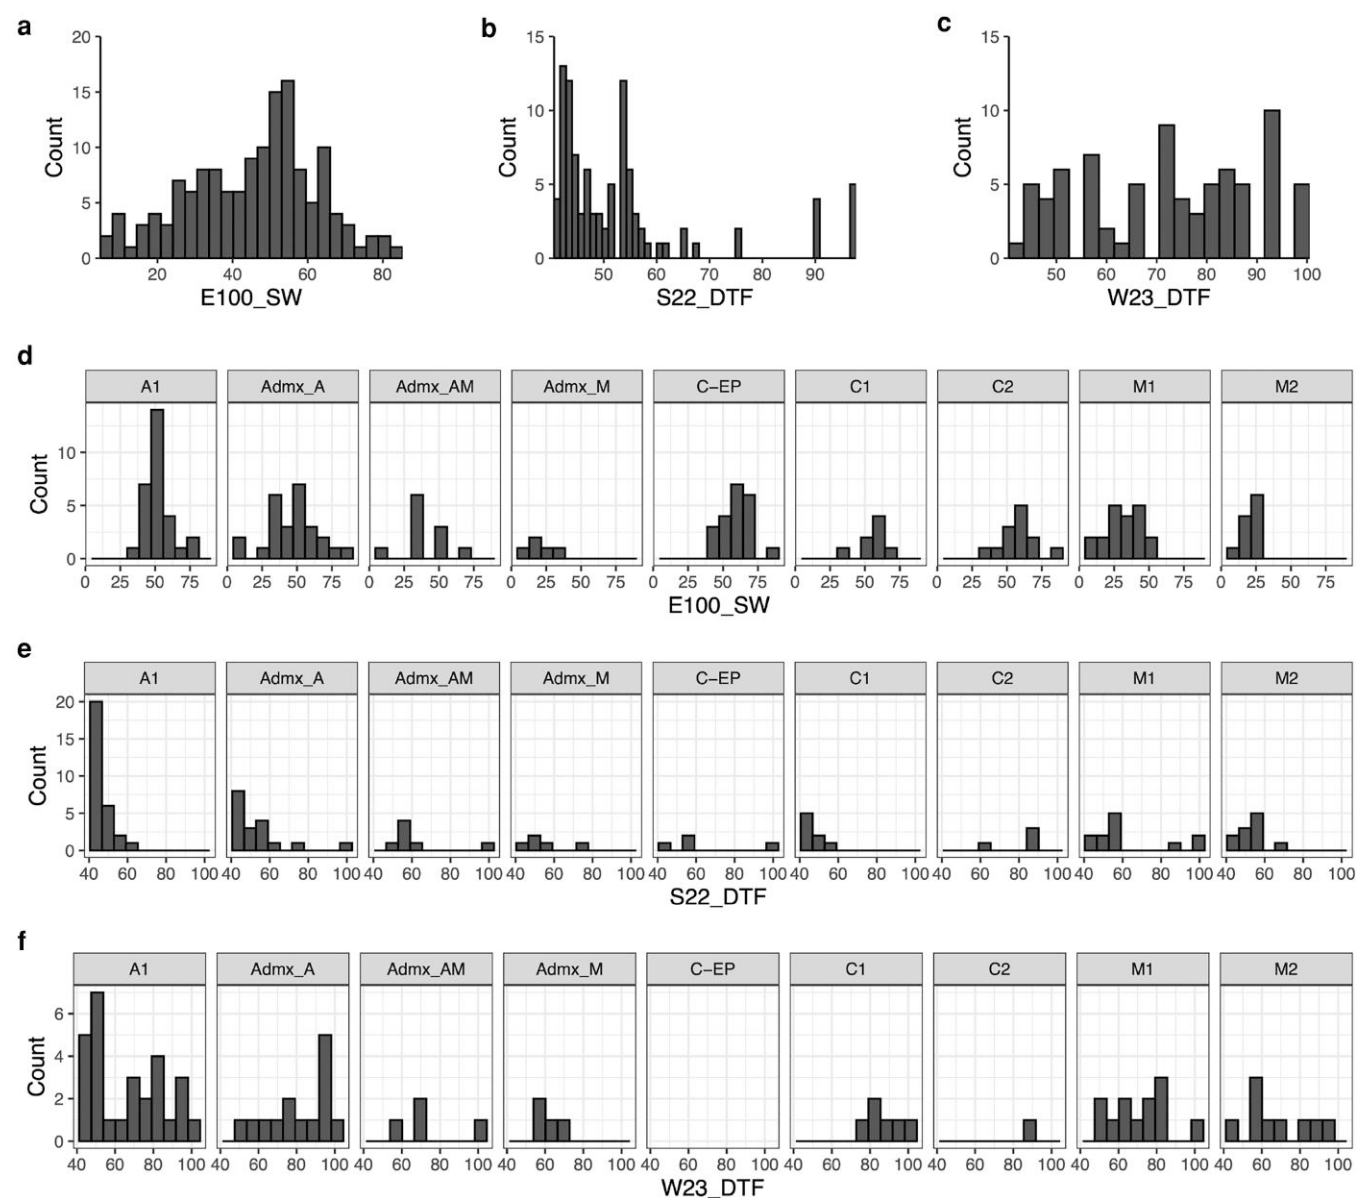 a
20
15
10
5
0
Count
20 40 60 80
E100_SW
b
15
10
5
0
Count
50 60 70 80 90
S22_DTF
c
15
10
5
0
Count
50 60 70 80 90 100
W23_DTF
d
A1 Admx_A Admx_AM Admx_M C−EP C1 C2 M1 M2
10
5
0
Count
0 25 50 75 0 25 50 75 0 25 50 75 0 25 50 75 0 25 50 75 0 25 50 75 0 25 50 75 0 25 50 75 0 25 50 75
E100_SW
e
A1 Admx_A Admx_AM Admx_M C−EP C1 C2 M1 M2
20
15
10
5
0
Count
40 60 80 100 40 60 80 100 40 60 80 100 40 60 80 100 40 60 80 100 40 60 80 100 40 60 80 100 40 60 80 100 40 60 80 100
S22_DTF
f
A1 Admx_A Admx_AM Admx_M C−EP C1 C2 M1 M2
6
4
2
0
Count
40 60 80 100 40 60 80 100 40 60 80 100 40 60 80 100 40 60 80 100 40 60 80 100 40 60 80 100 40 60 80 100 40 60 80 100
W23_DTF